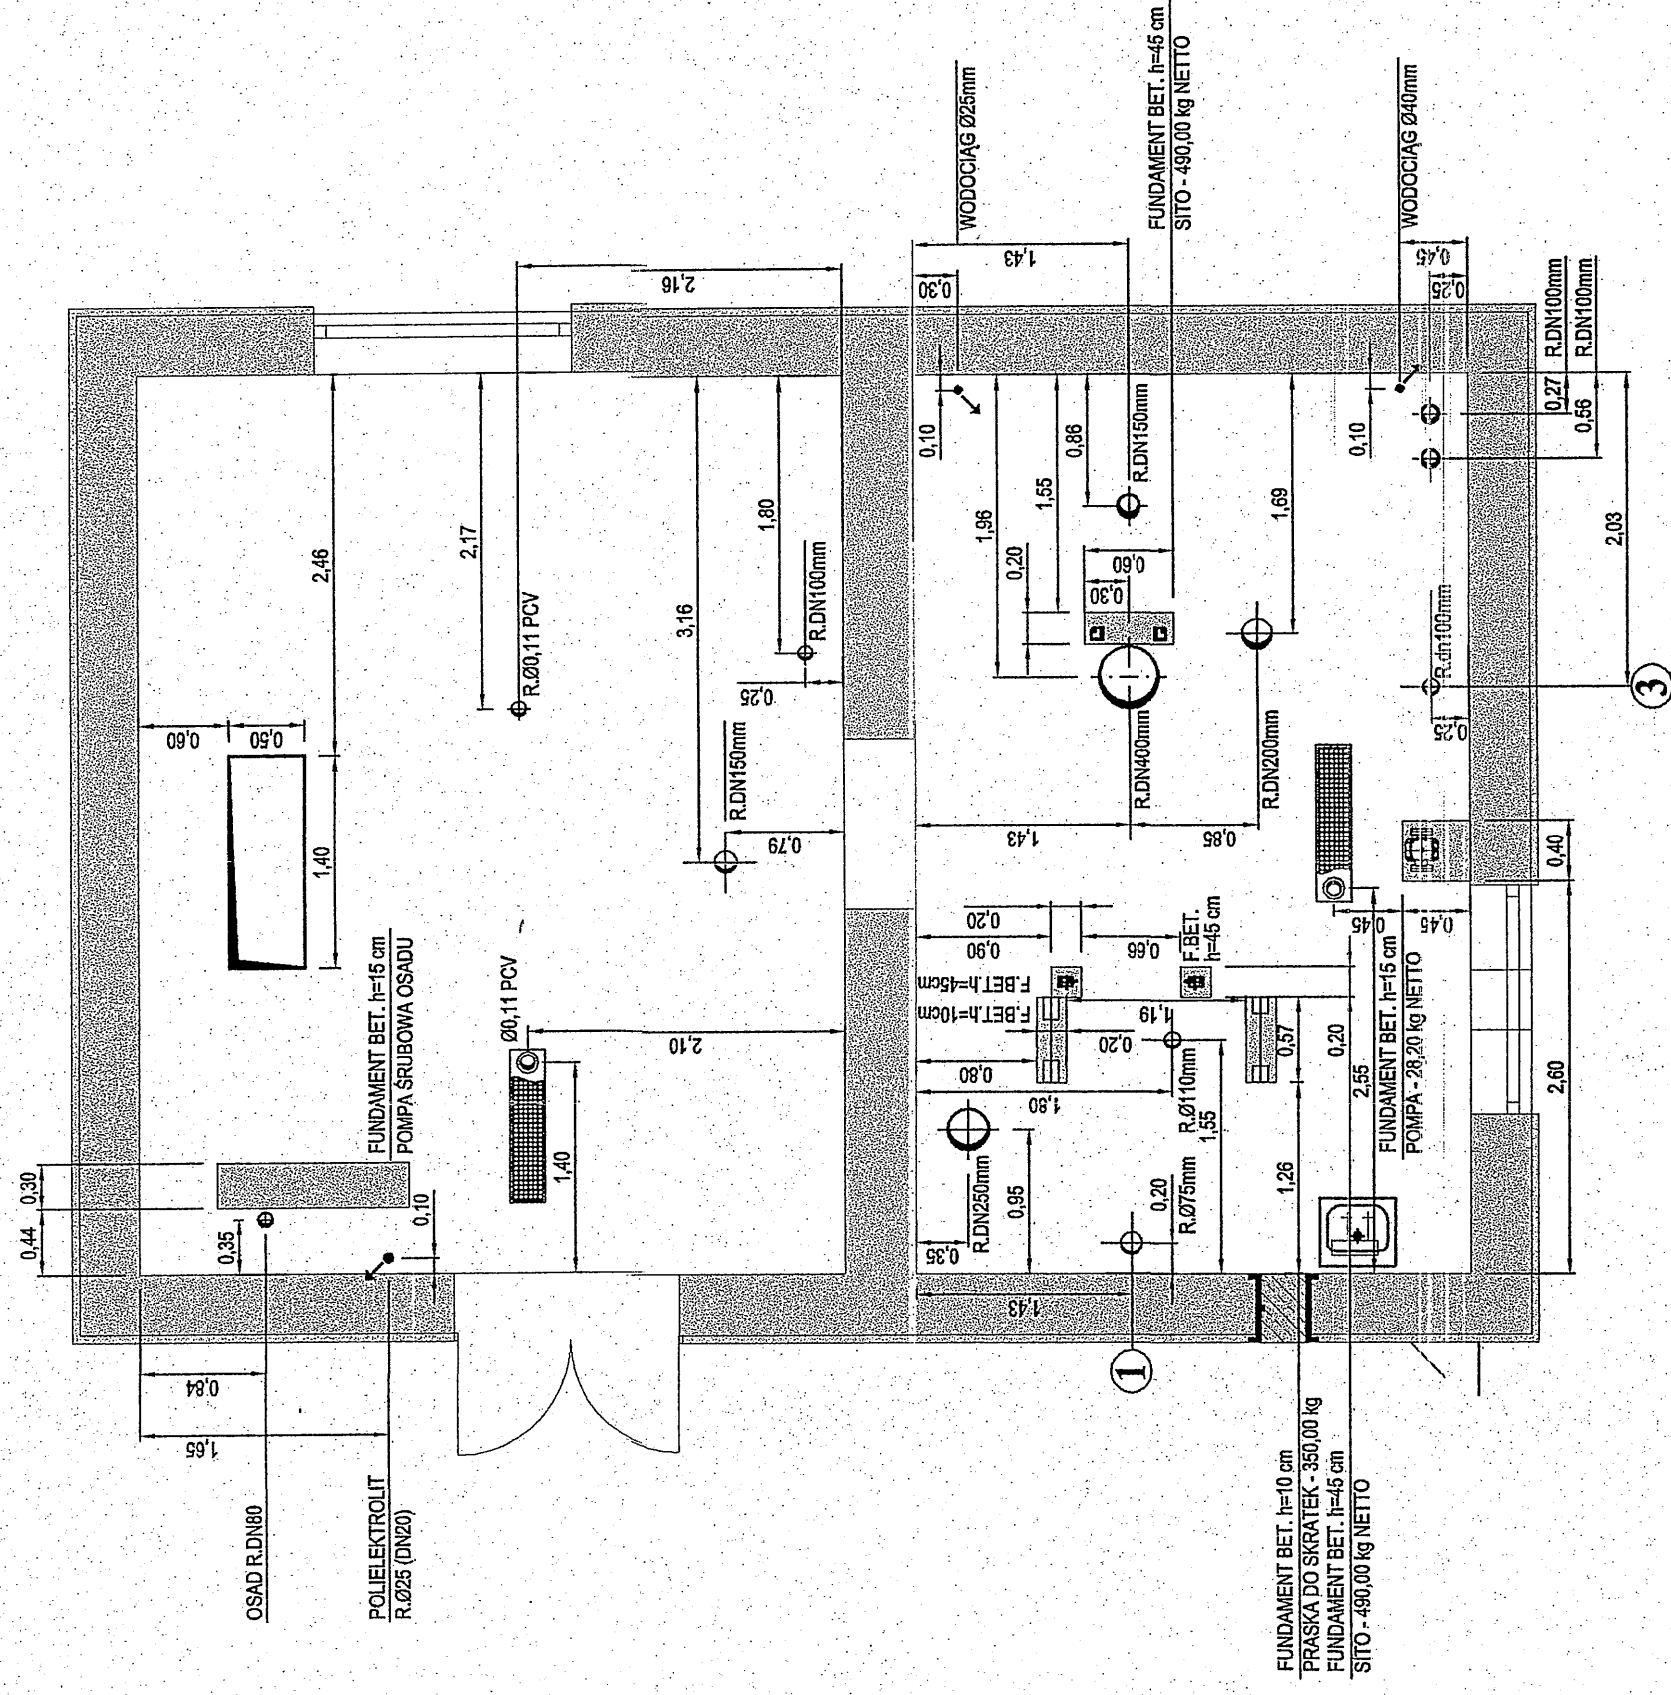 OSAD R.DN80
POLIELEKTROLIT
R.Ø25 (DN20)
1,65
0,84
0,44
0,30
0,35
0,10
FUNDAMENT BET. h=15 cm
POMPA ŚRUBOWA OSADU
1,40
0,60
0,50
2,46
Ø0,11 PCV
1,40
2,10
R.Ø0,11 PCV
2,17
2,16
R.DN150mm
3,16
0,79
R.DN100mm
1,80
0,25
WODOCIĄG Ø25mm
0,30
1,43
0,10
FUNDAMENT BET. h=45 cm
SITO - 490,00 kg NETTO
1,96
1,55
0,86
0,20
R.DN150mm
0,60
0,30
R.DN400mm
R.DN200mm
1,69
1,43
0,85
WODOCIĄG Ø40mm
0,45
0,25
0,10
R.DN100mm
R.DN100mm
0,27
0,56
2,03
R.dn100mm
0,25
3
F.BET.h=45cm
F.BET.h=10cm
0,20
0,90
0,66
F.BET.
h=45 cm
1,19
0,20
0,80
1,80
R.DN250mm
0,35
0,95
R.Ø110mm
1,55
R.Ø75mm
0,20
1,43
1
0,57
1,26
0,20
2,55
FUNDAMENT BET. h=15 cm
POMPA - 28,20 kg NETTO
0,45
0,45
0,40
2,60
FUNDAMENT BET. h=10 cm
PRASKA DO SKRATEK - 350,00 kg
FUNDAMENT BET. h=45 cm
SITO - 490,00 kg NETTO